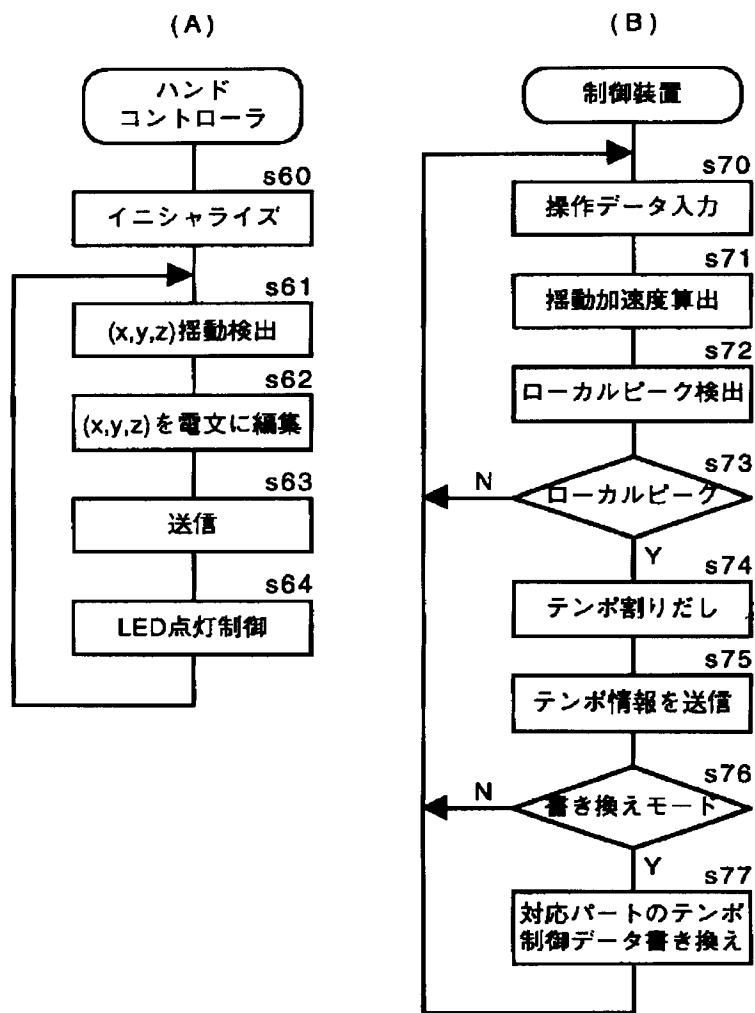 (A)
ハンド
コントローラ
s60
イニシャライズ
s61
(x,y,z)揺動検出
s62
(x,y,z)を電文に編集
s63
送信
s64
LED点灯制御
(B)
制御装置
s70
操作データ入力
s71
揺動加速度算出
s72
ローカルピーク検出
s73
ローカルピーク
N
Y
s74
テンポ割りだし
s75
テンポ情報を送信
s76
書き換えモード
N
Y
s77
対応パートのテンポ
制御データ書き換え